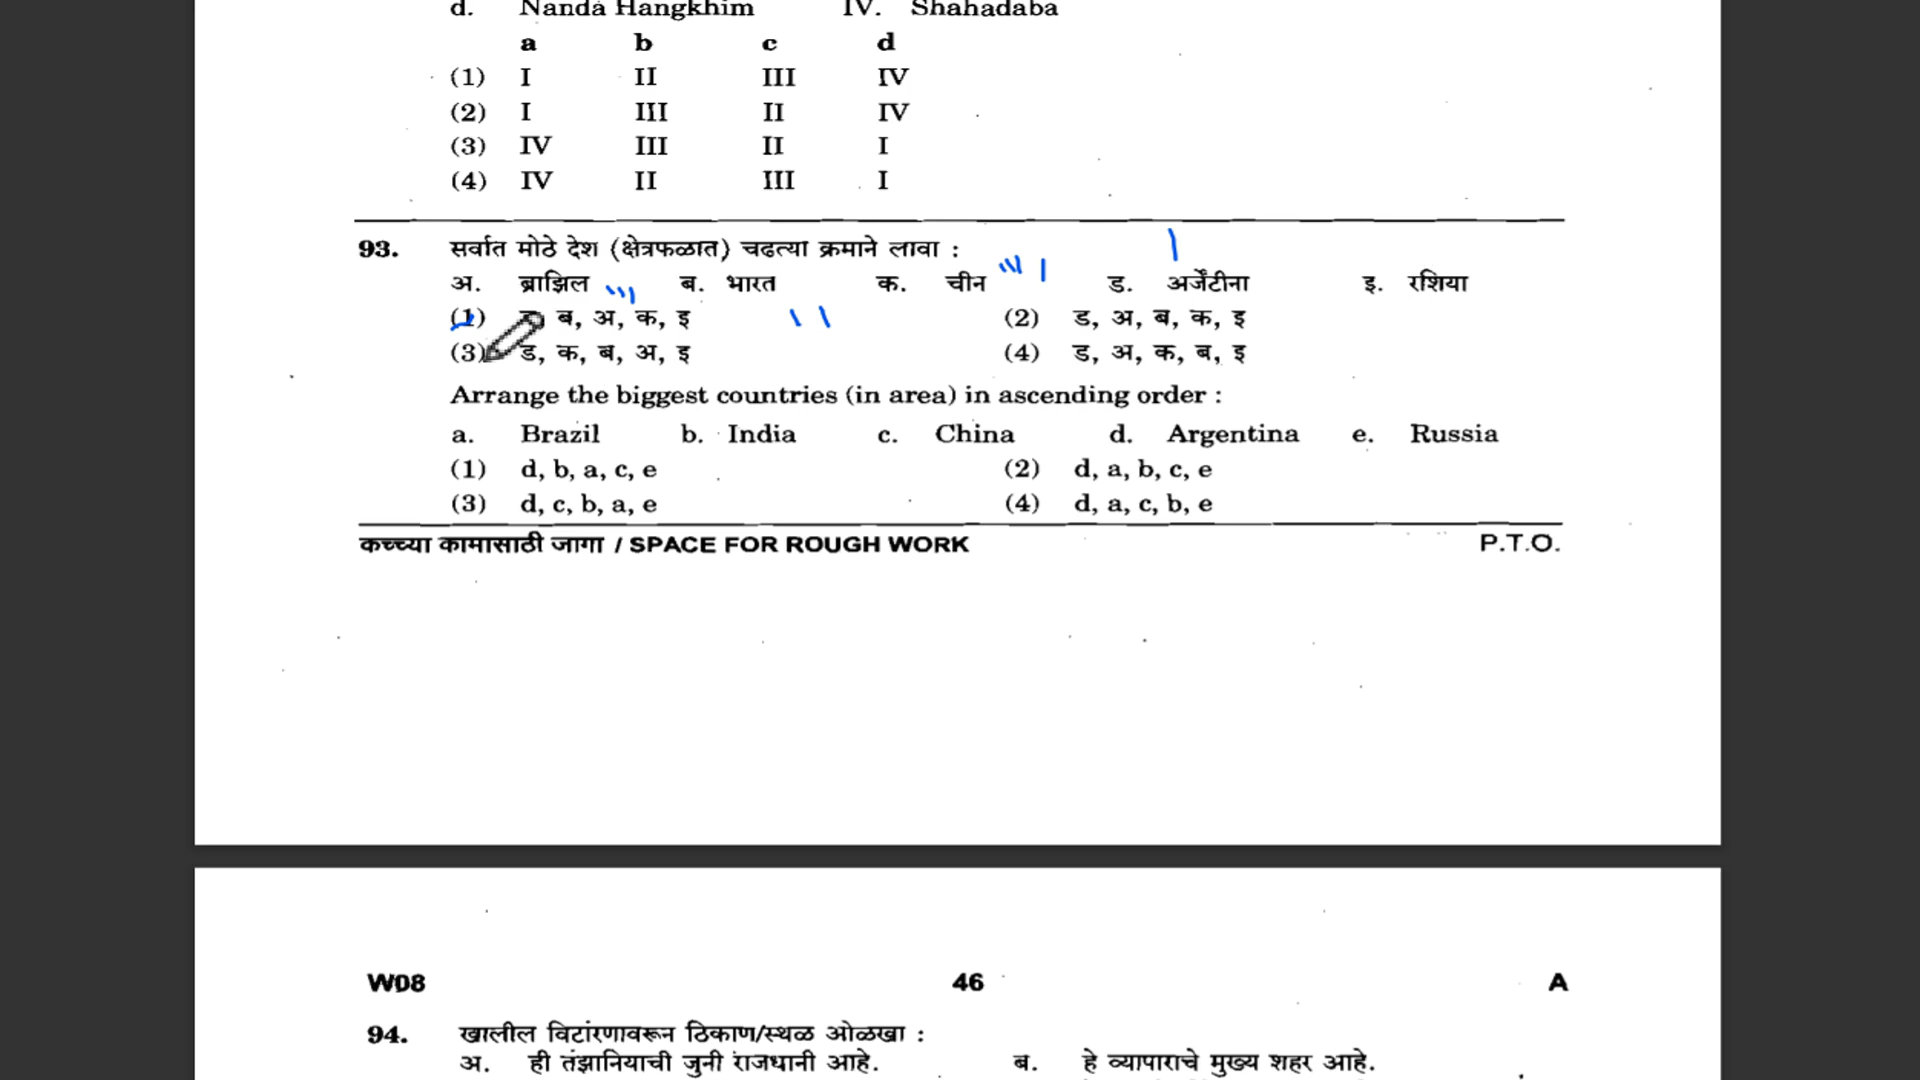 d. Nanda Hangkhim IV. Shahadaba
a b c d
(1) I II III IV
(2) I III II IV
(3) IV III II I
(4) IV II III I
93. सर्वात मोठे देश (क्षेत्रफळात) चढत्या क्रमाने लावा :
अ. ब्राझिल ब. भारत क. चीन ड. अर्जेंटीना इ. रशिया
(1) ब, अ, क, इ (2) ड, अ, ब, क, इ
(3) ड, क, ब, अ, इ (4) ड, अ, क, ब, इ
Arrange the biggest countries (in area) in ascending order :
a. Brazil b. India c. China d. Argentina e. Russia
(1) d, b, a, c, e (2) d, a, b, c, e
(3) d, c, b, a, e (4) d, a, c, b, e
कच्च्या कामासाठी जागा / SPACE FOR ROUGH WORK P.T.O.
W08 46 A
94. खालील विटांरणावरून ठिकाण/स्थळ ओळखा :
अ. ही तंझानियाची जुनी राजधानी आहे. ब. हे व्यापाराचे मुख्य शहर आहे.